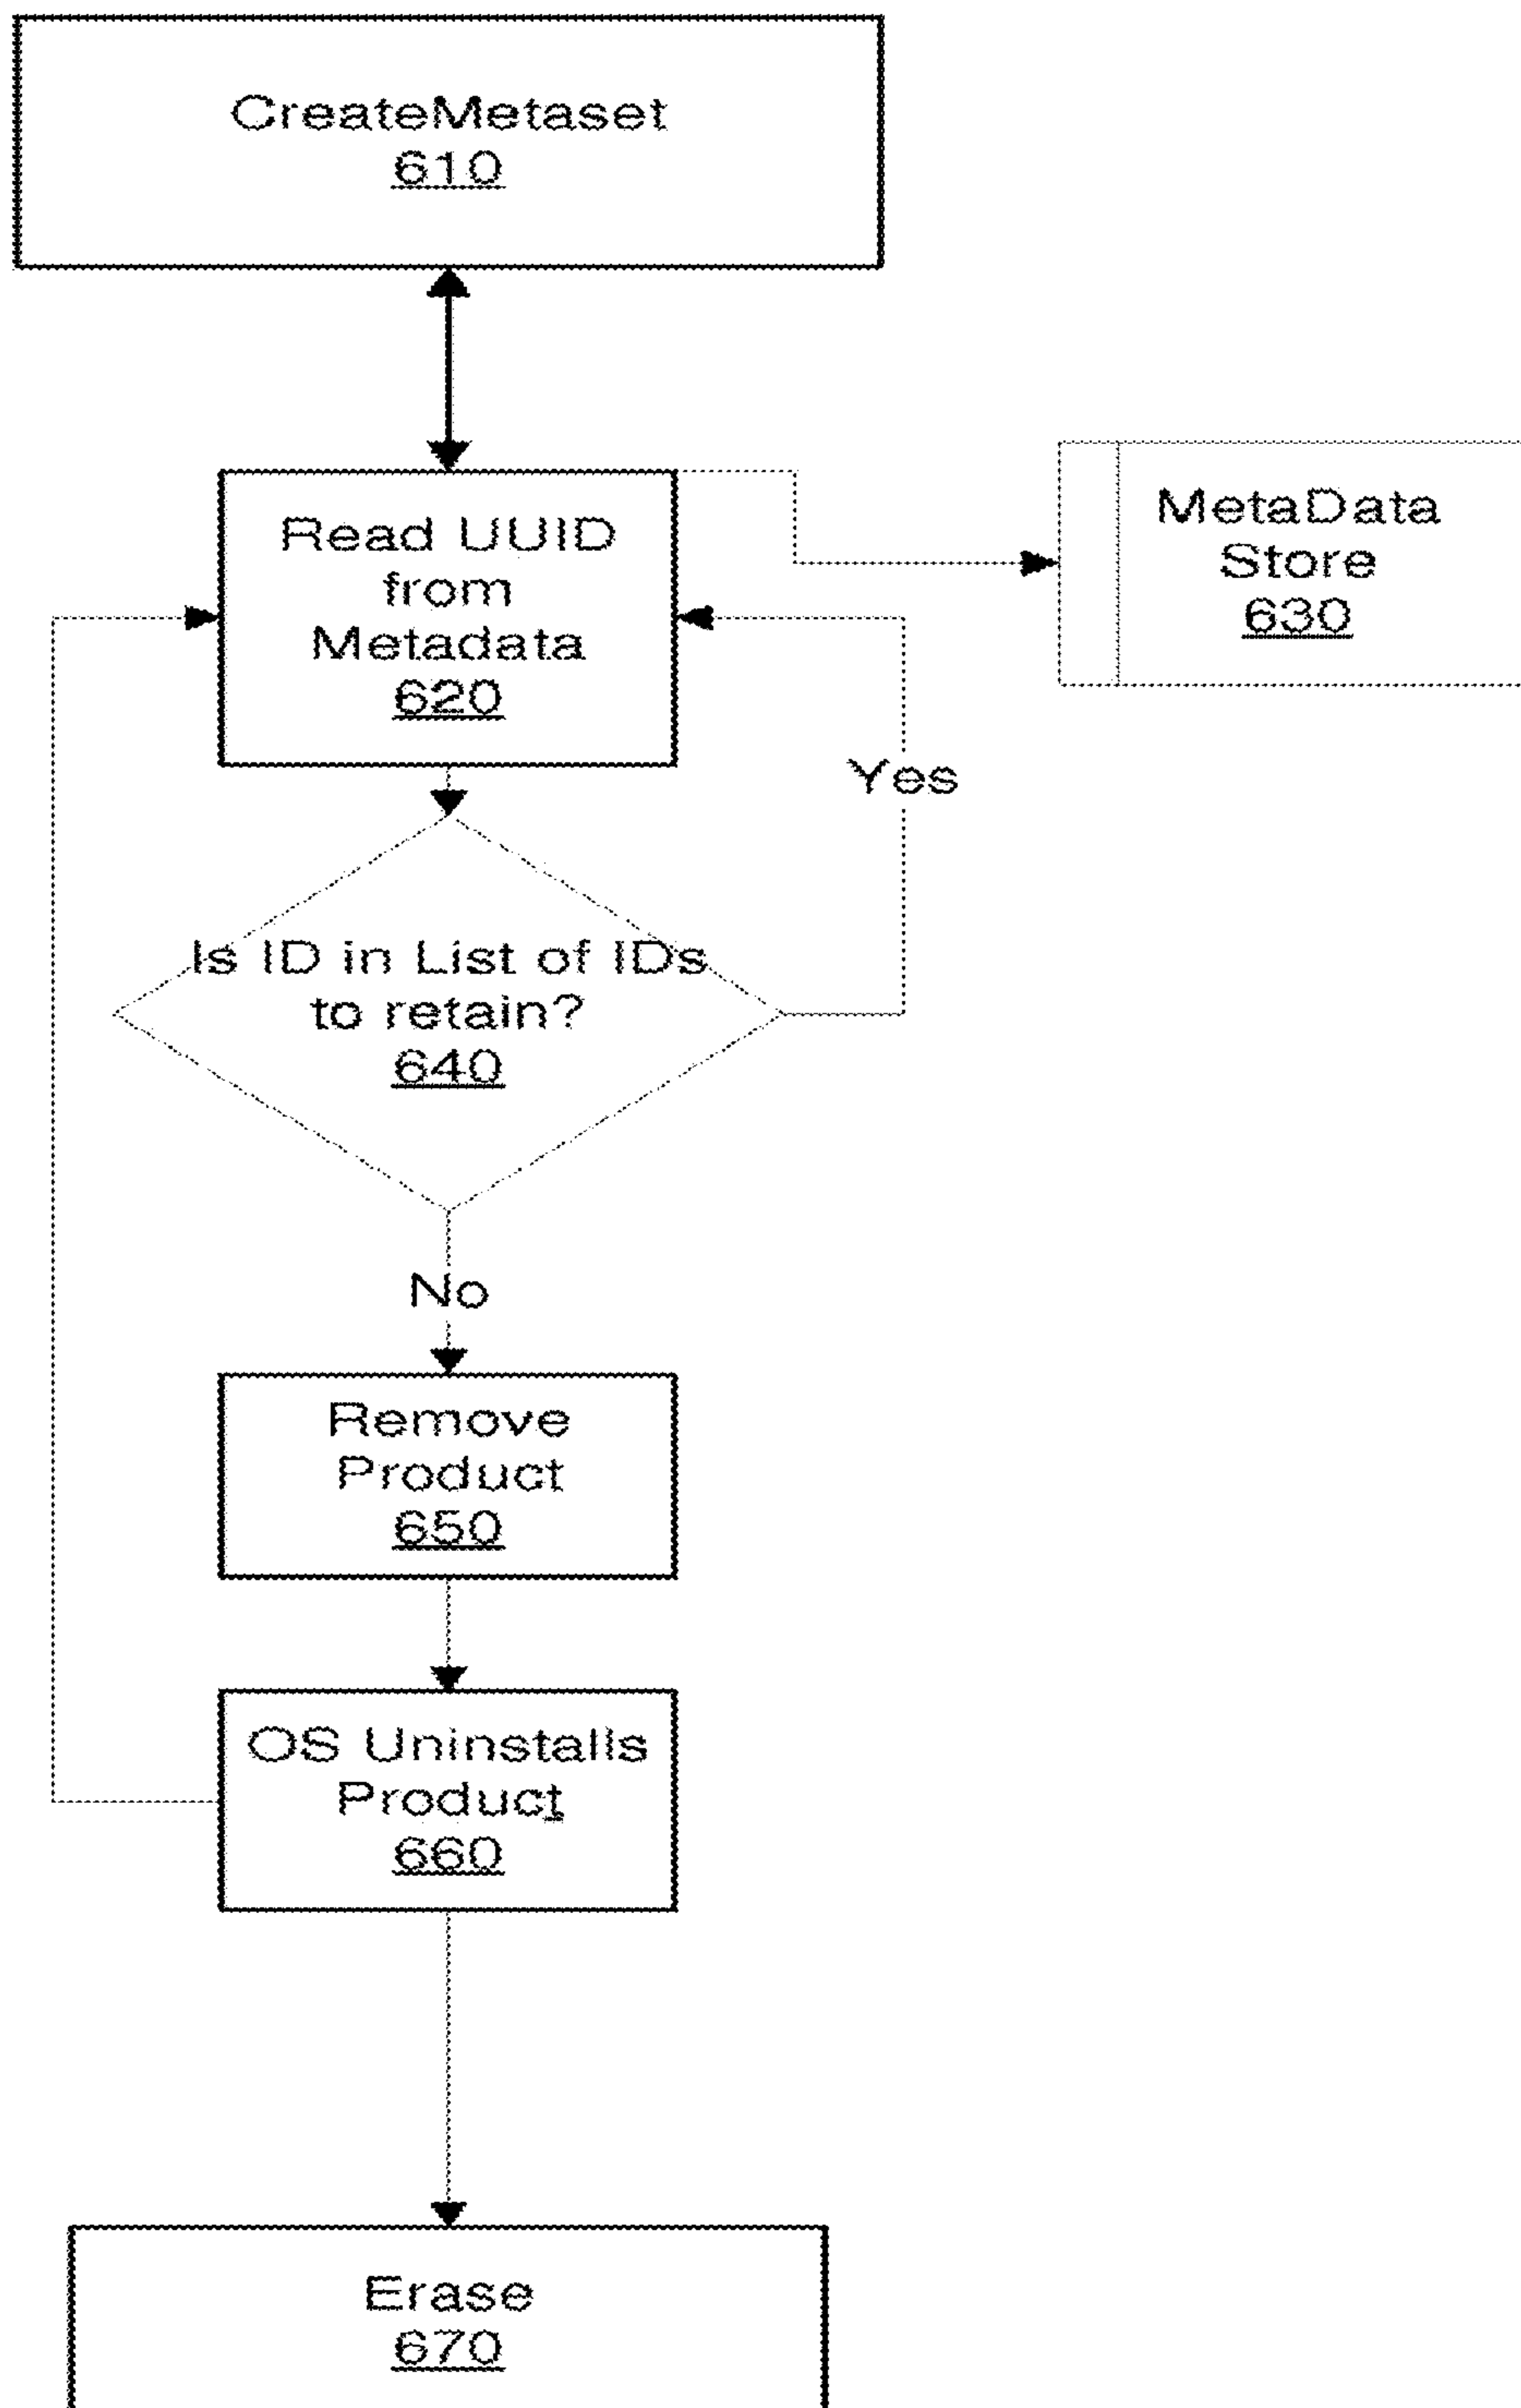 CreateMetaset
610
Read UUID
from
Metadata
620
MetaData
Store
630
Yes
Is ID in List of IDs
to retain?
640
No
Remove
Product
650
OS Uninstalls
Product
660
Erase
670